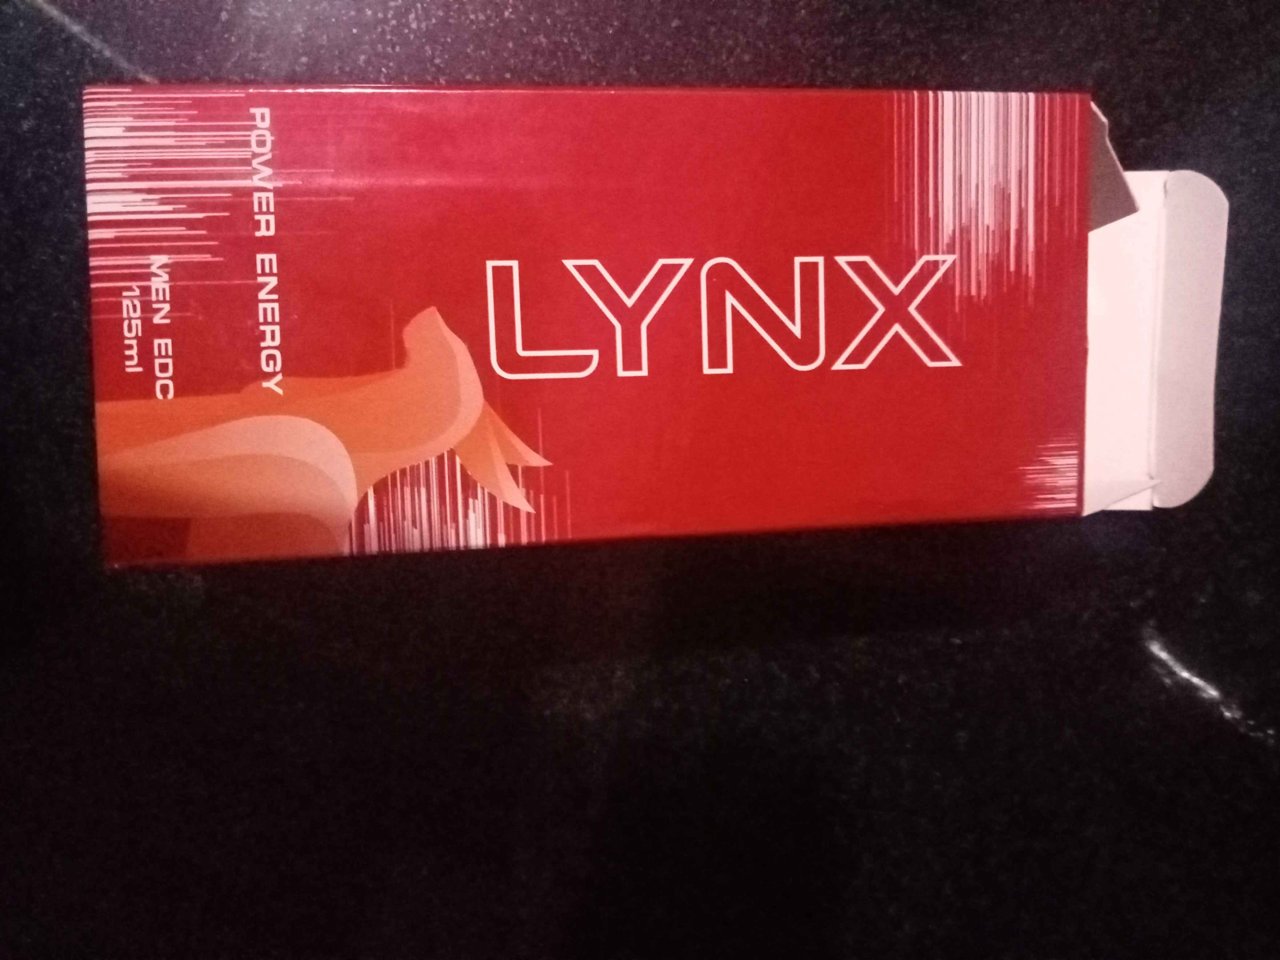 LYNX
POWER ENERGY
MEN EDC
125ml